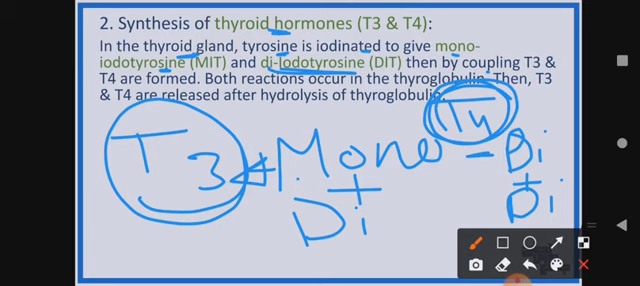 2. Synthesis of thyroid hormones (T3 & T4):
In the thyroid gland, tyrosine is iodinated to give mono-
iodotyrosine (MIT) and di-Iodotyrosine (DIT) then by coupling T3 &
T4 are formed. Both reactions occur in the thyroglobulin. Then, T3
& T4 are released after hydrolysis of thyroglobulin.
T4
T3 Mono - Di
+ +
Di Di